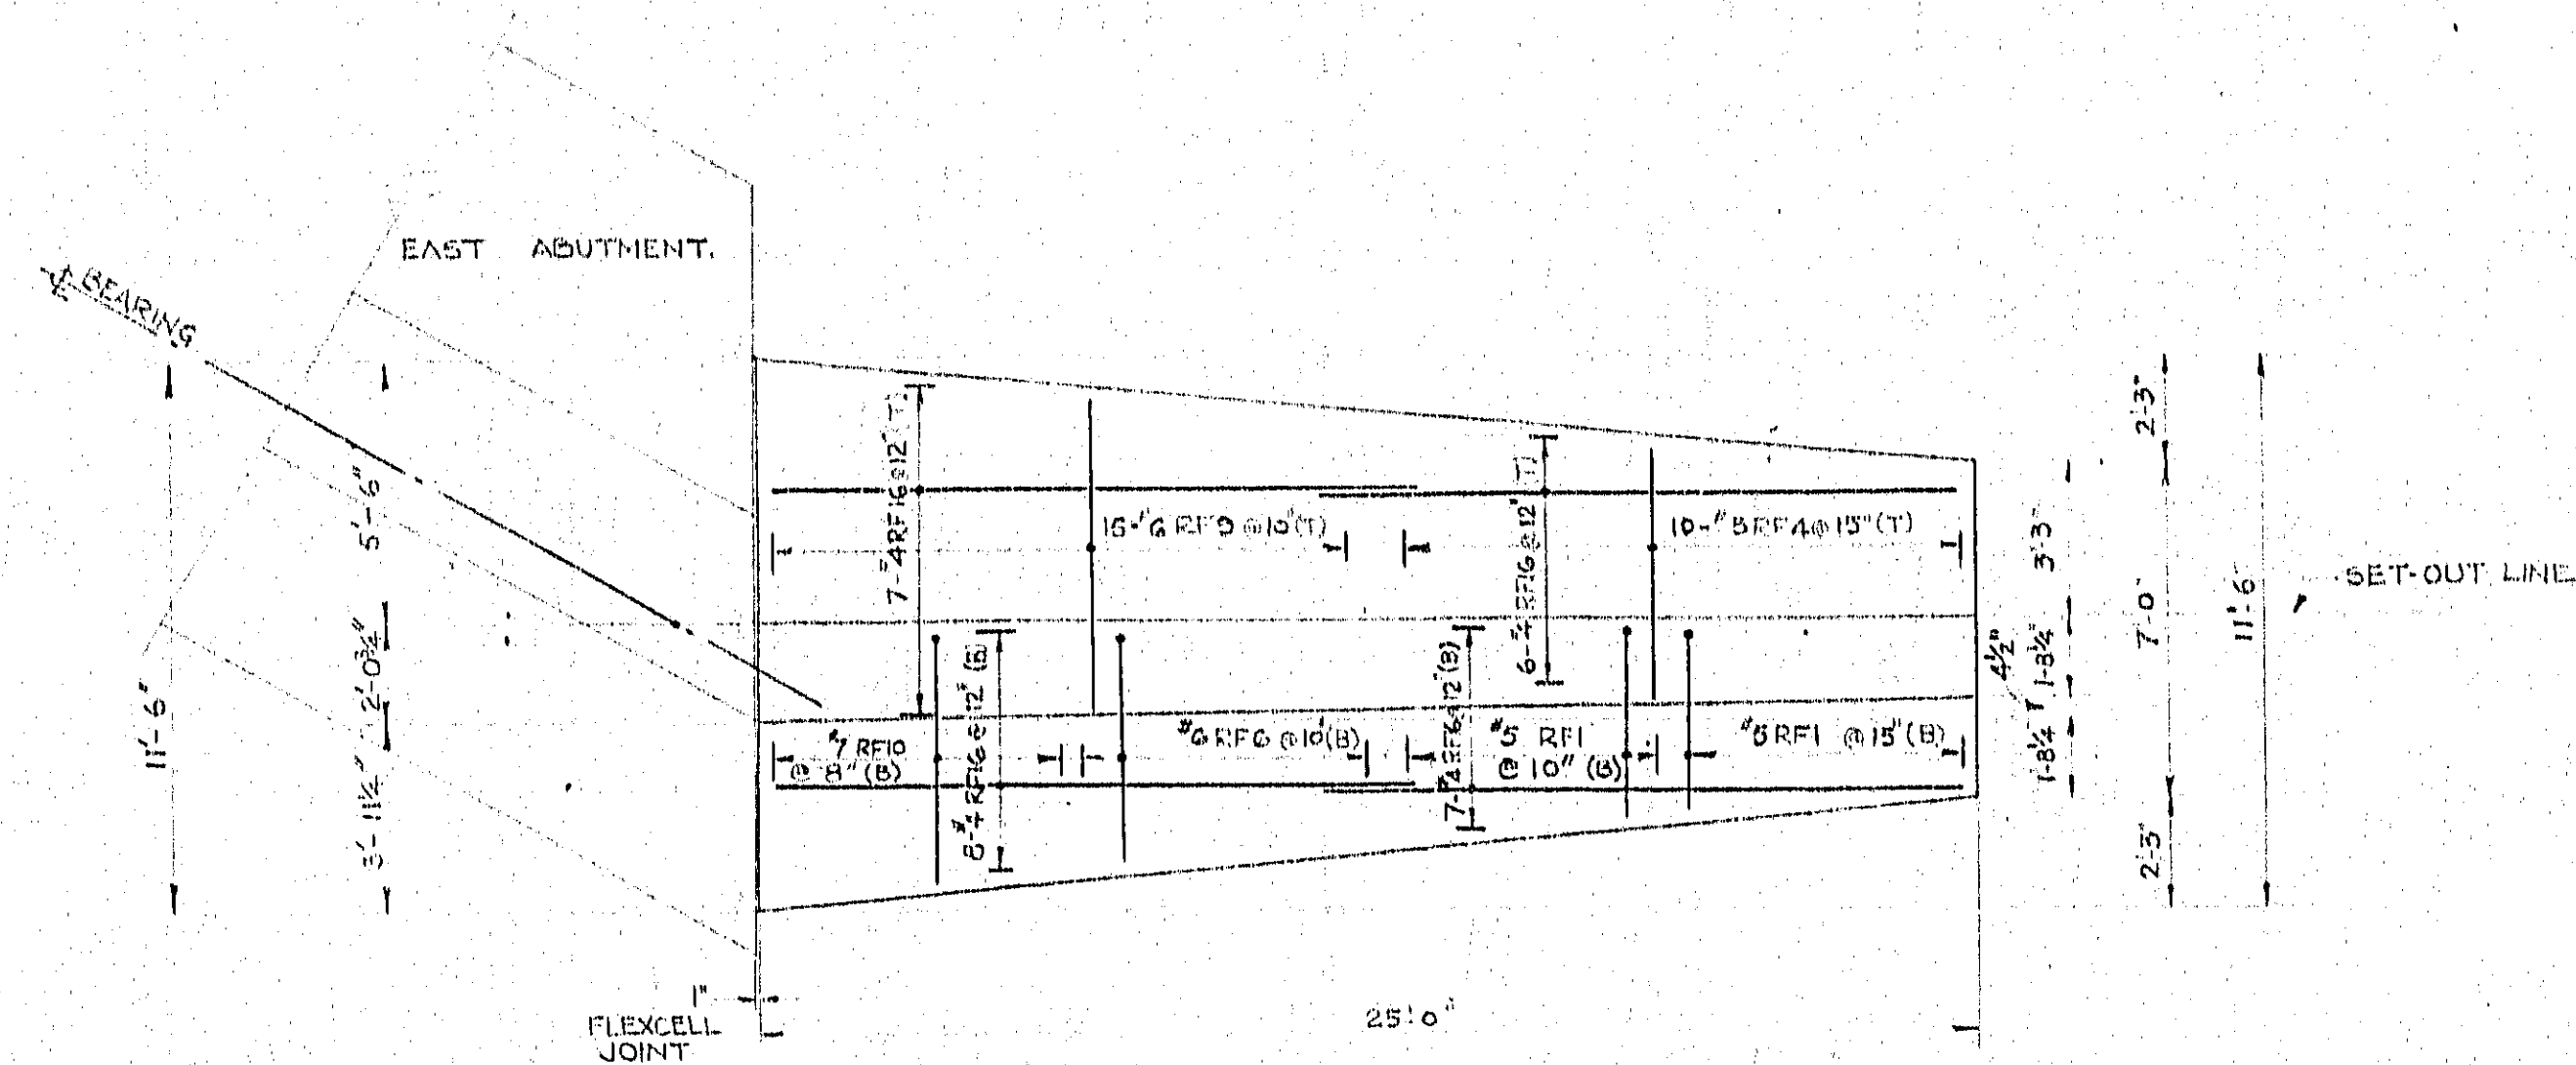 EAST ABUTMENT.
℄ BEARING
11'-6"
5'-6"
2'-0¾"
3'-11¼"
7-#4 RF16 @ 12" (T)
15-#6 RF9 @ 10" (T)
6-#4 RF16 @ 12" (T)
10-#5 RF4 @ 15" (T)
#7 RF10
@ 8" (B)
8-#4 RF16 @ 12" (B)
#6 RF6 @ 10" (B)
7-#4 RF16 @ 12" (B)
#5 RF1
@ 10" (B)
#5 RF1 @ 15" (B)
4½"
3'-3"
1'-8¼"
1'-8¼"
2'-3"
7'-0"
2'-3"
11'-6"
SET-OUT LINE
1"
FLEXCELL
JOINT
25'-0"